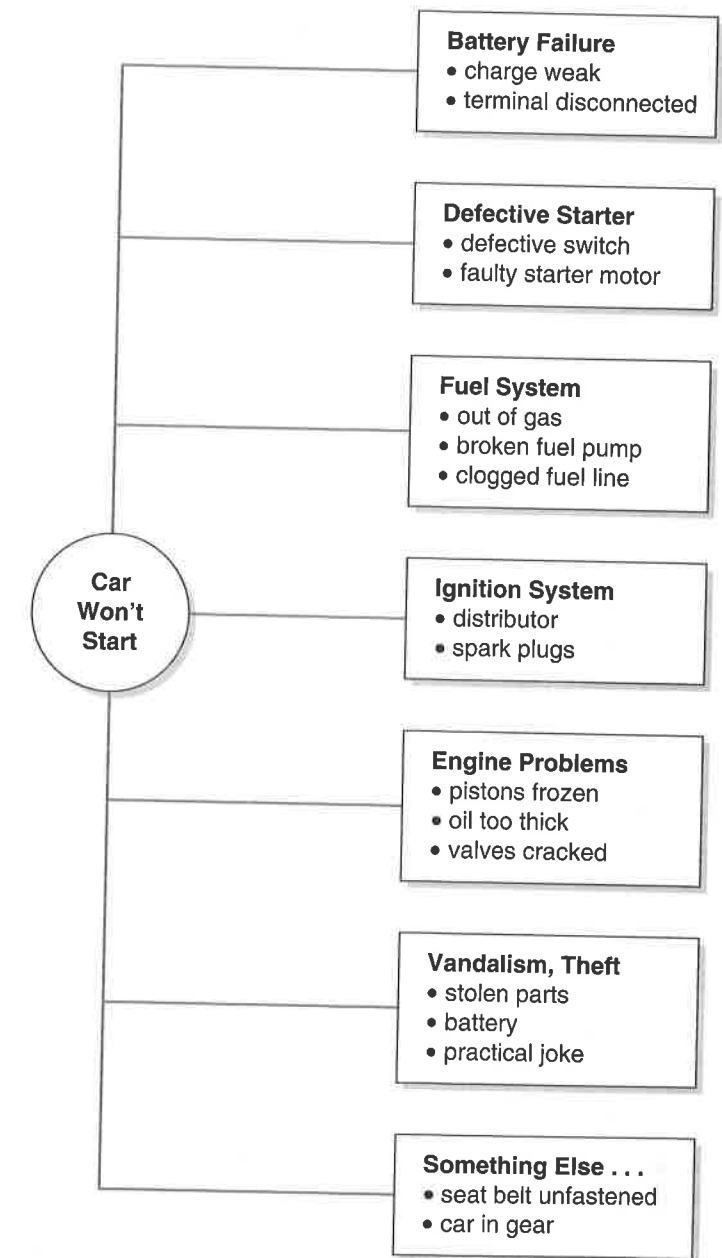 Battery Failure
• charge weak
• terminal disconnected
Defective Starter
• defective switch
• faulty starter motor
Fuel System
• out of gas
• broken fuel pump
• clogged fuel line
Car
Won't
Start
Ignition System
• distributor
• spark plugs
Engine Problems
• pistons frozen
• oil too thick
• valves cracked
Vandalism, Theft
• stolen parts
• battery
• practical joke
Something Else . . .
• seat belt unfastened
• car in gear